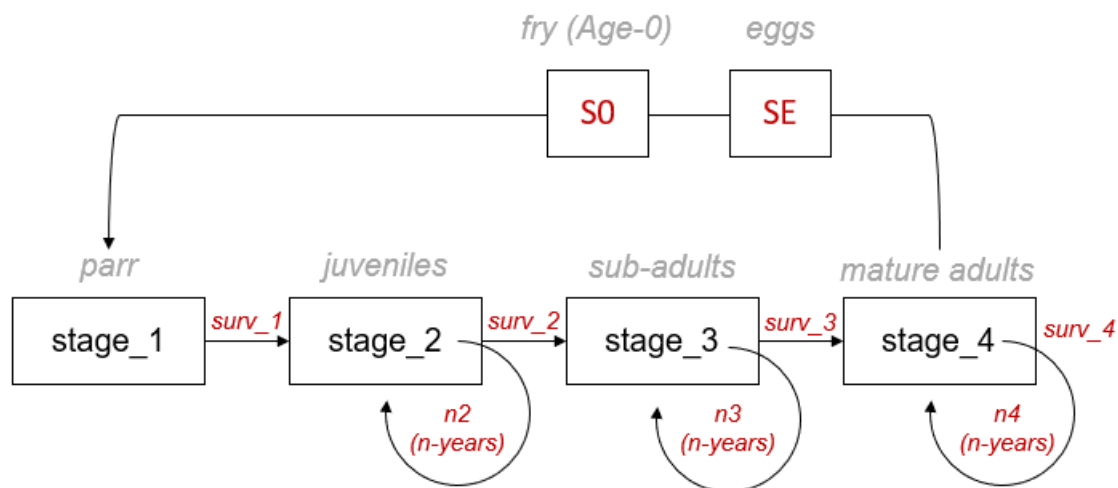 fry (Age-0) eggs
S0 SE
parr juveniles sub-adults mature adults
stage_1 surv_1 stage_2 surv_2 stage_3 surv_3 stage_4 surv_4
n2 n3 n4
(n-years) (n-years) (n-years)